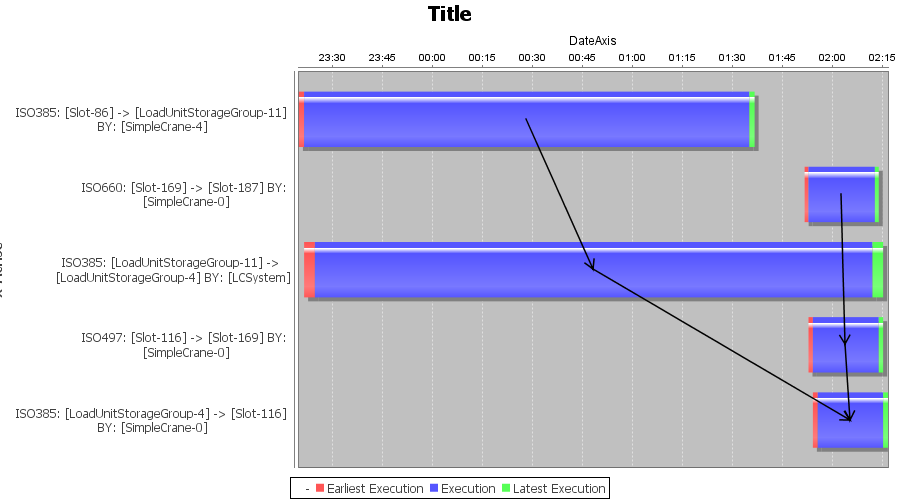 Title
DateAxis
23:30 23:45 00:00 00:15 00:30 00:45 01:00 01:15 01:30 01:45 02:00 02:15
ISO385: [Slot-86] -> [LoadUnitStorageGroup-11]
BY: [SimpleCrane-4]
ISO660: [Slot-169] -> [Slot-187] BY:
[SimpleCrane-0]
ISO385: [LoadUnitStorageGroup-11] ->
[LoadUnitStorageGroup-4] BY: [LCSystem]
ISO497: [Slot-116] -> [Slot-169] BY:
[SimpleCrane-0]
ISO385: [LoadUnitStorageGroup-4] -> [Slot-116]
BY: [SimpleCrane-0]
- Earliest Execution Execution Latest Execution